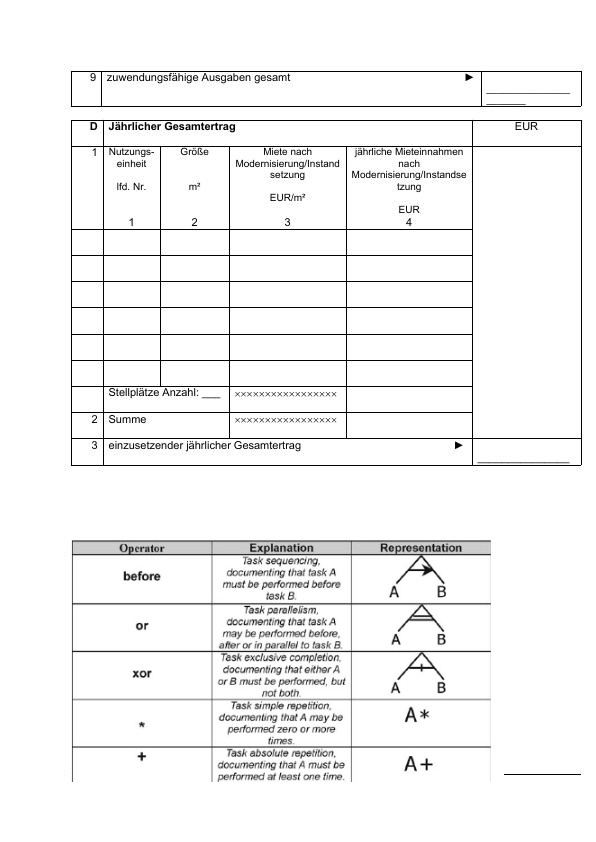 9 zuwendungsfähige Ausgaben gesamt ►
______________
______
D Jährlicher Gesamtertrag EUR
1 Nutzungs- Größe Miete nach jährliche Mieteinnahmen
einheit Modernisierung/Instand nach
setzung Modernisierung/Instandse
lfd. Nr. m² tzung
EUR/m²
EUR
1 2 3 4
Stellplätze Anzahl: ___ ×××××××××××××××××
2 Summe ×××××××××××××××××
3 einzusetzender jährlicher Gesamtertrag ►
_______________
Operator Explanation Representation
before
Task sequencing,
documenting that task A
must be performed before
task B.
A B
or
Task parallelism,
documenting that task A
may be performed before,
after or in parallel to task B.
A B
xor
Task exclusive completion,
documenting that either A
or B must be performed, but
not both.
A B
*
Task simple repetition,
documenting that A may be
performed zero or more
times.
A*
+
Task absolute repetition,
documenting that A must be
performed at least one time.
A+